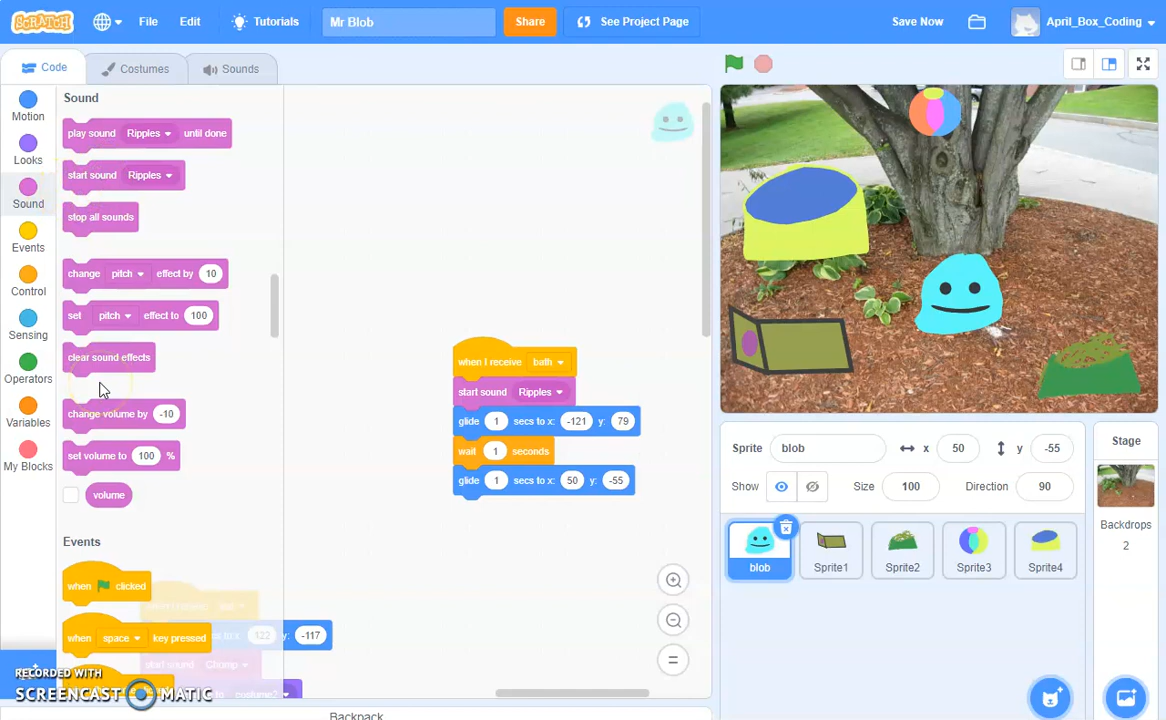 SCRATCH
File
Edit
Tutorials
Mr Blob
Share
See Project Page
Save Now
April_Box_Coding
Code
Costumes
Sounds
Motion
Looks
Sound
Events
Control
Sensing
Operators
Variables
My Blocks
Sound
play sound Ripples until done
start sound Ripples
stop all sounds
change pitch effect by 10
set pitch effect to 100
clear sound effects
change volume by -10
set volume to 100 %
volume
Events
when clicked
when space key pressed
when I receive bath
start sound Ripples
glide 1 secs to x: -121 y: 79
wait 1 seconds
glide 1 secs to x: 50 y: -55
122 y: -117
start sound Chomp
costume2
Sprite blob x 50 y -55
Show Size 100 Direction 90
blob
Sprite1
Sprite2
Sprite3
Sprite4
Stage
Backdrops
2
Backpack
RECORDED WITH
SCREENCAST MATIC